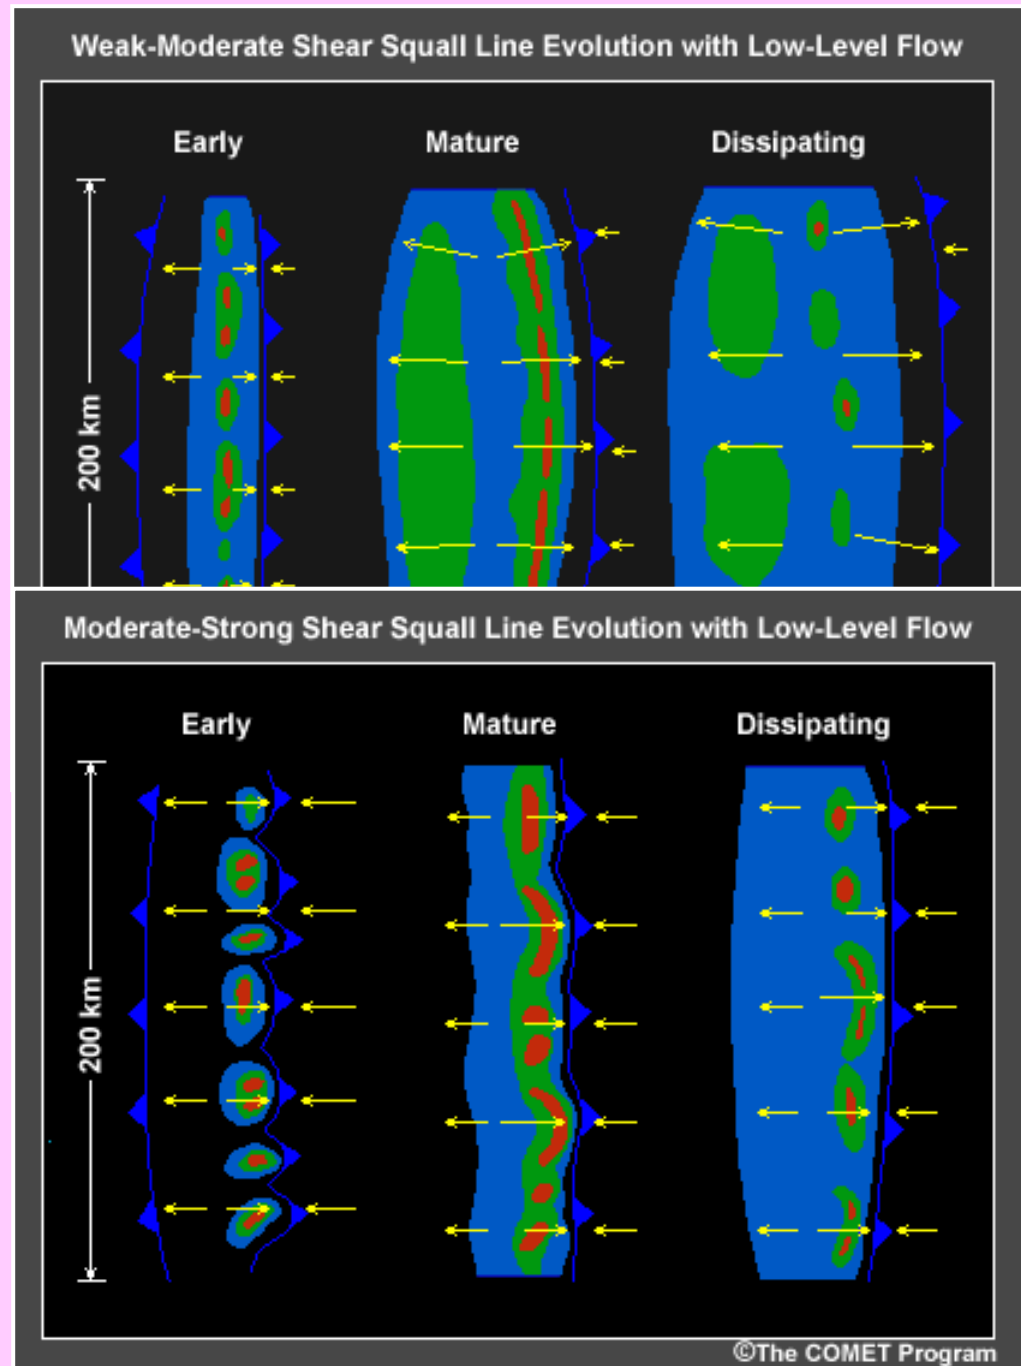 Weak-Moderate Shear Squall Line Evolution with Low-Level Flow
Early Mature Dissipating
200 km
Moderate-Strong Shear Squall Line Evolution with Low-Level Flow
Early Mature Dissipating
200 km
©The COMET Program